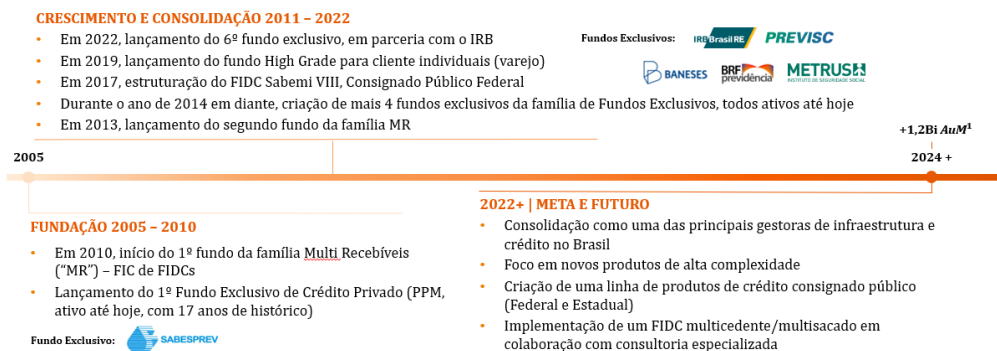 CRESCIMENTO E CONSOLIDAÇÃO 2011 – 2022
• Em 2022, lançamento do 6º fundo exclusivo, em parceria com o IRB
• Em 2019, lançamento do fundo High Grade para cliente individuais (varejo)
• Em 2017, estruturação do FIDC Sabemi VIII, Consignado Público Federal
• Durante o ano de 2014 em diante, criação de mais 4 fundos exclusivos da família de Fundos Exclusivos, todos ativos até hoje
• Em 2013, lançamento do segundo fundo da família MR
Fundos Exclusivos:
IRB Brasil RE
PREVISC
BANESES
BRF previdência
METRUS
INSTITUTO DE SEGURIDADE SOCIAL
+1,2Bi AuM¹
2005
2024 +
FUNDAÇÃO 2005 – 2010
• Em 2010, início do 1º fundo da família Multi Recebíveis
("MR") – FIC de FIDCs
• Lançamento do 1º Fundo Exclusivo de Crédito Privado (PPM,
ativo até hoje, com 17 anos de histórico)
Fundo Exclusivo:
SABESPREV
2022+ | META E FUTURO
• Consolidação como uma das principais gestoras de infraestrutura e
crédito no Brasil
• Foco em novos produtos de alta complexidade
• Criação de uma linha de produtos de crédito consignado público
(Federal e Estadual)
• Implementação de um FIDC multicedente/multisacado em
colaboração com consultoria especializada